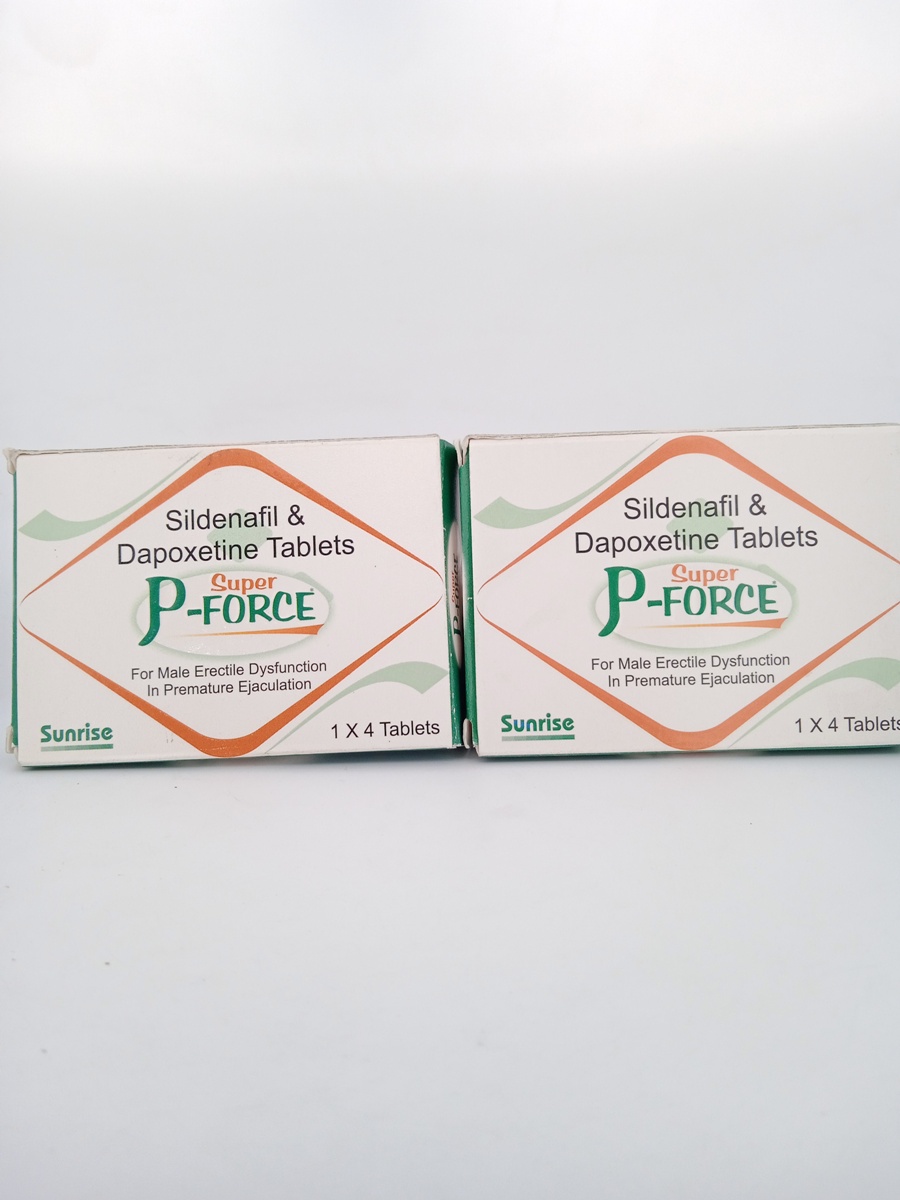 Sildenafil &
Dapoxetine Tablets
Super
P-FORCE
For Male Erectile Dysfunction
In Premature Ejaculation
Sunrise
1 X 4 Tablets
P-FORCE
Sildenafil &
Dapoxetine Tablets
Super
P-FORCE
For Male Erectile Dysfunction
In Premature Ejaculation
Sunrise
1 X 4 Tablets